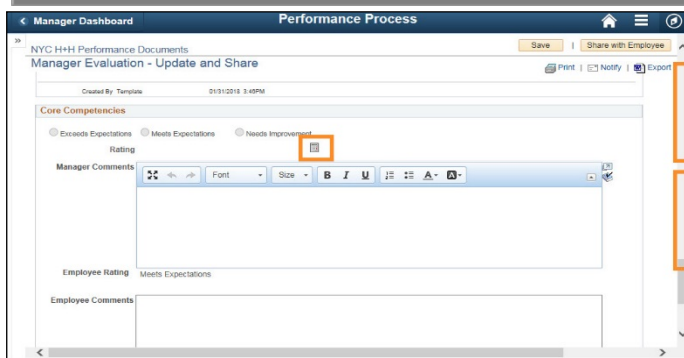 Manager Dashboard
Performance Process
NYC H+H Performance Documents
Save | Share with Employee
Manager Evaluation - Update and Share
Print | Notify | Export
Created By Template 01/31/2018 3:46PM
Core Competencies
Exceeds Expectations Meets Expectations Needs Improvement
Rating
Manager Comments
Font Size B I U A A
Employee Rating Meets Expectations
Employee Comments